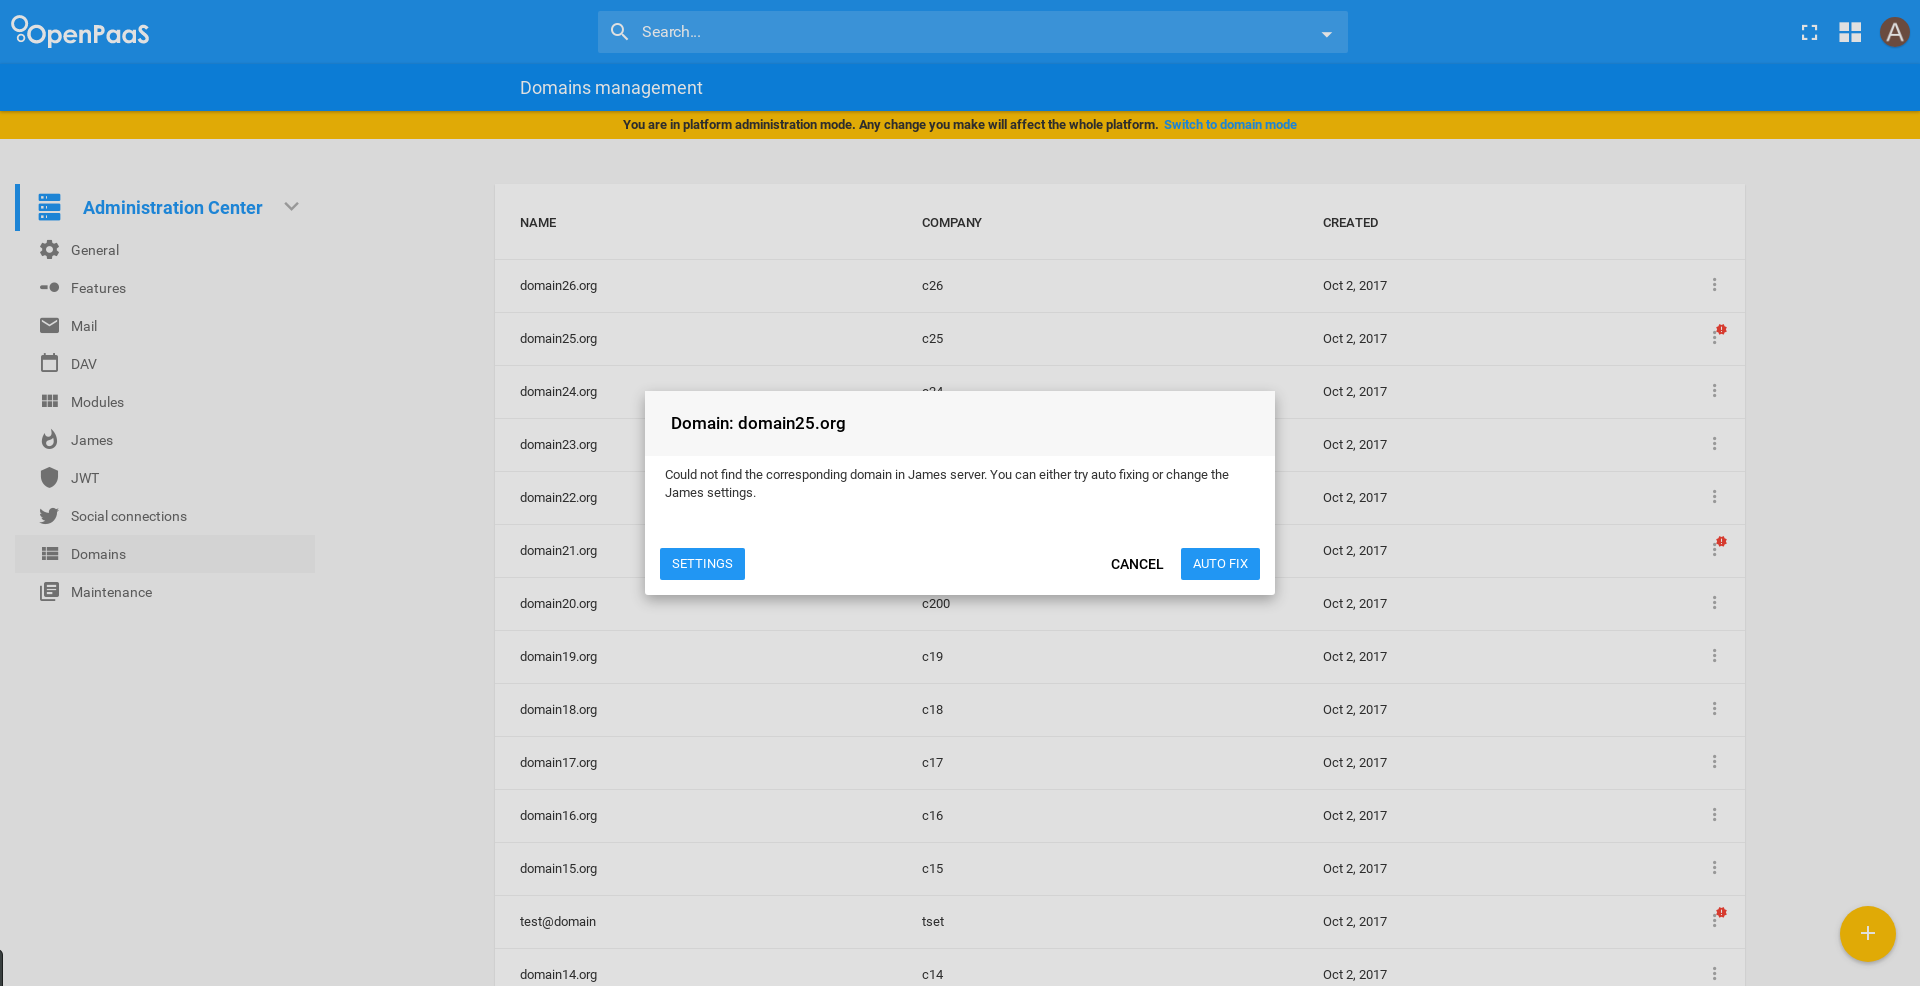 OpenPaaS
Search...
A
Domains management
You are in platform administration mode. Any change you make will affect the whole platform. Switch to domain mode
Administration Center
General
Features
Mail
DAV
Modules
James
JWT
Social connections
Domains
Maintenance
NAME COMPANY CREATED
domain26.org c26 Oct 2, 2017
domain25.org c25 Oct 2, 2017
domain24.org c24 Oct 2, 2017
domain23.org Oct 2, 2017
domain22.org Oct 2, 2017
domain21.org Oct 2, 2017
domain20.org c200 Oct 2, 2017
domain19.org c19 Oct 2, 2017
domain18.org c18 Oct 2, 2017
domain17.org c17 Oct 2, 2017
domain16.org c16 Oct 2, 2017
domain15.org c15 Oct 2, 2017
test@domain tset Oct 2, 2017
domain14.org c14 Oct 2, 2017
Domain: domain25.org
Could not find the corresponding domain in James server. You can either try auto fixing or change the
James settings.
SETTINGS CANCEL AUTO FIX